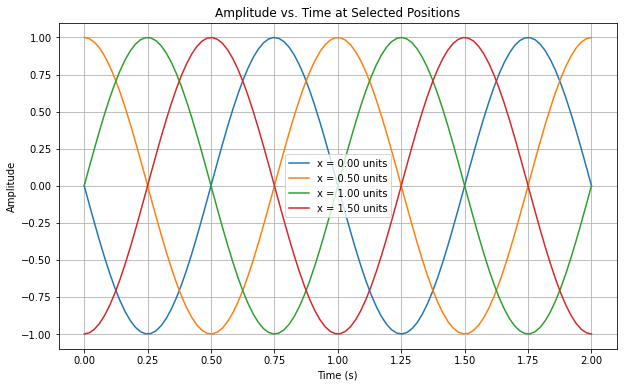 Amplitude vs. Time at Selected Positions
1.00
0.75
0.50
0.25
0.00
−0.25
−0.50
−0.75
−1.00
Amplitude
x = 0.00 units
x = 0.50 units
x = 1.00 units
x = 1.50 units
0.00 0.25 0.50 0.75 1.00 1.25 1.50 1.75 2.00
Time (s)